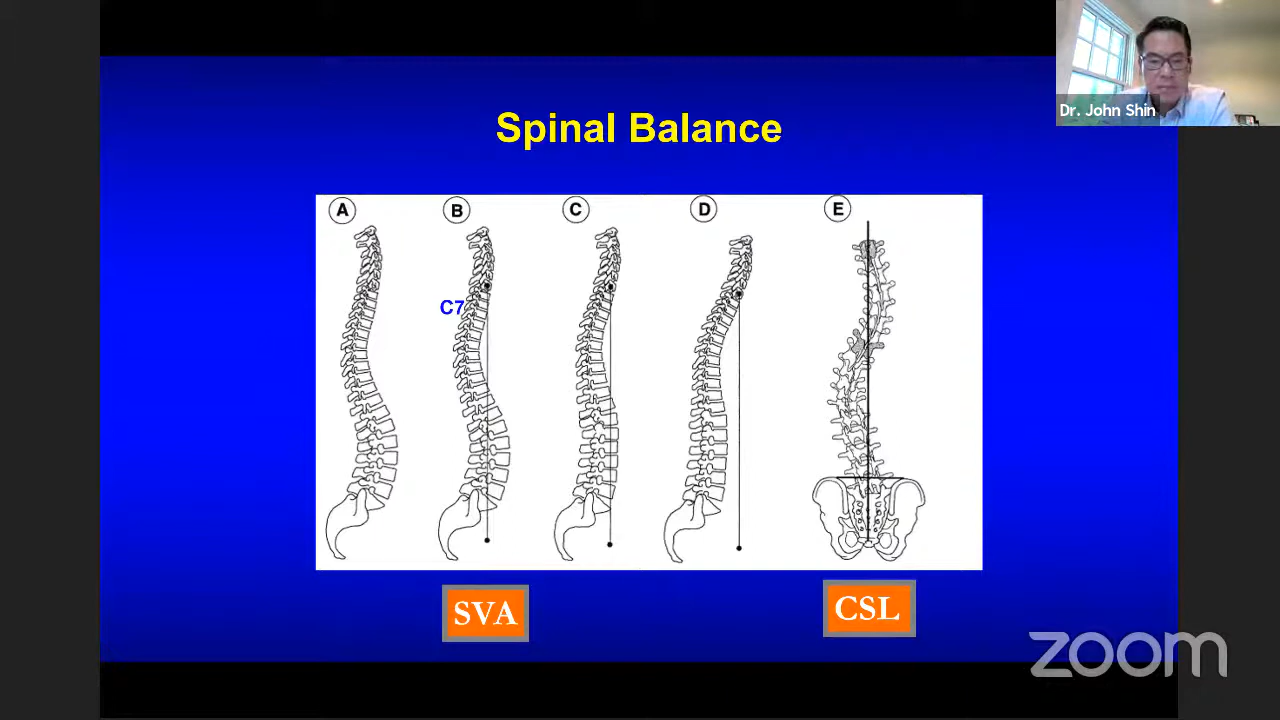 Dr. John Shin
Spinal Balance
A B C D E
C7
SVA
CSL
zoom